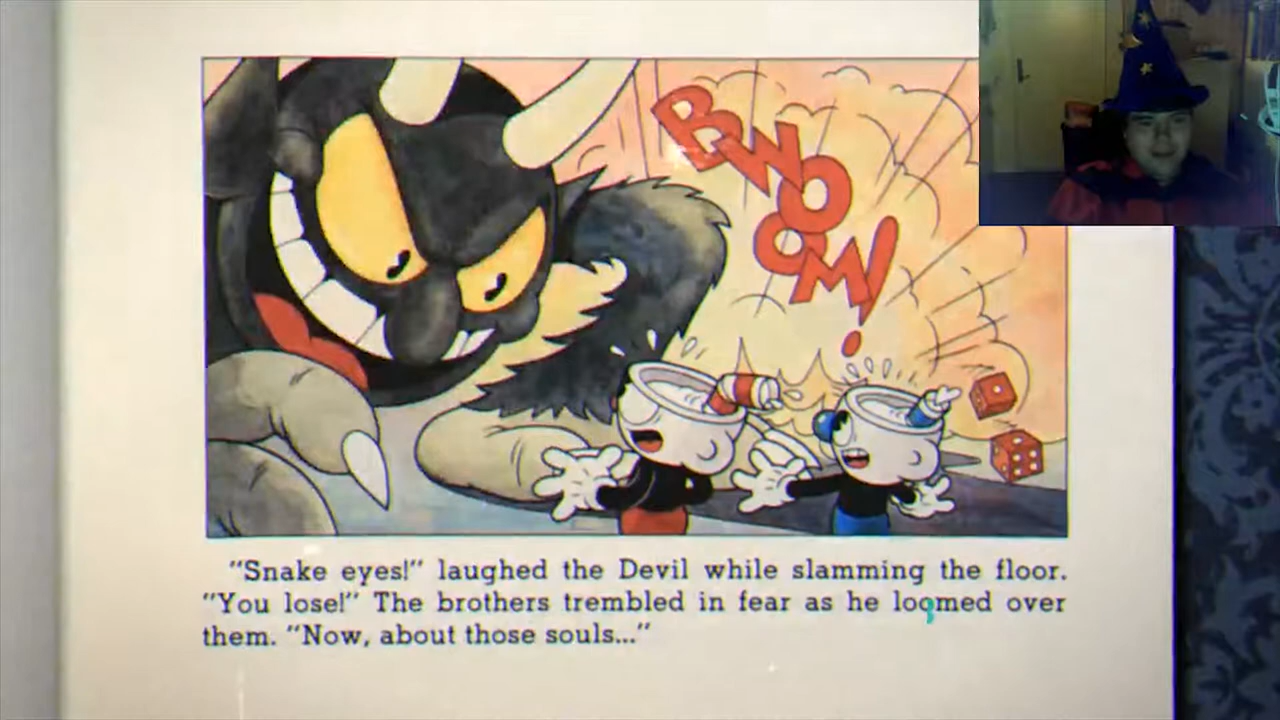 BWOOM!
"Snake eyes!" laughed the Devil while slamming the floor.
"You lose!" The brothers trembled in fear as he loomed over
them. "Now, about those souls..."